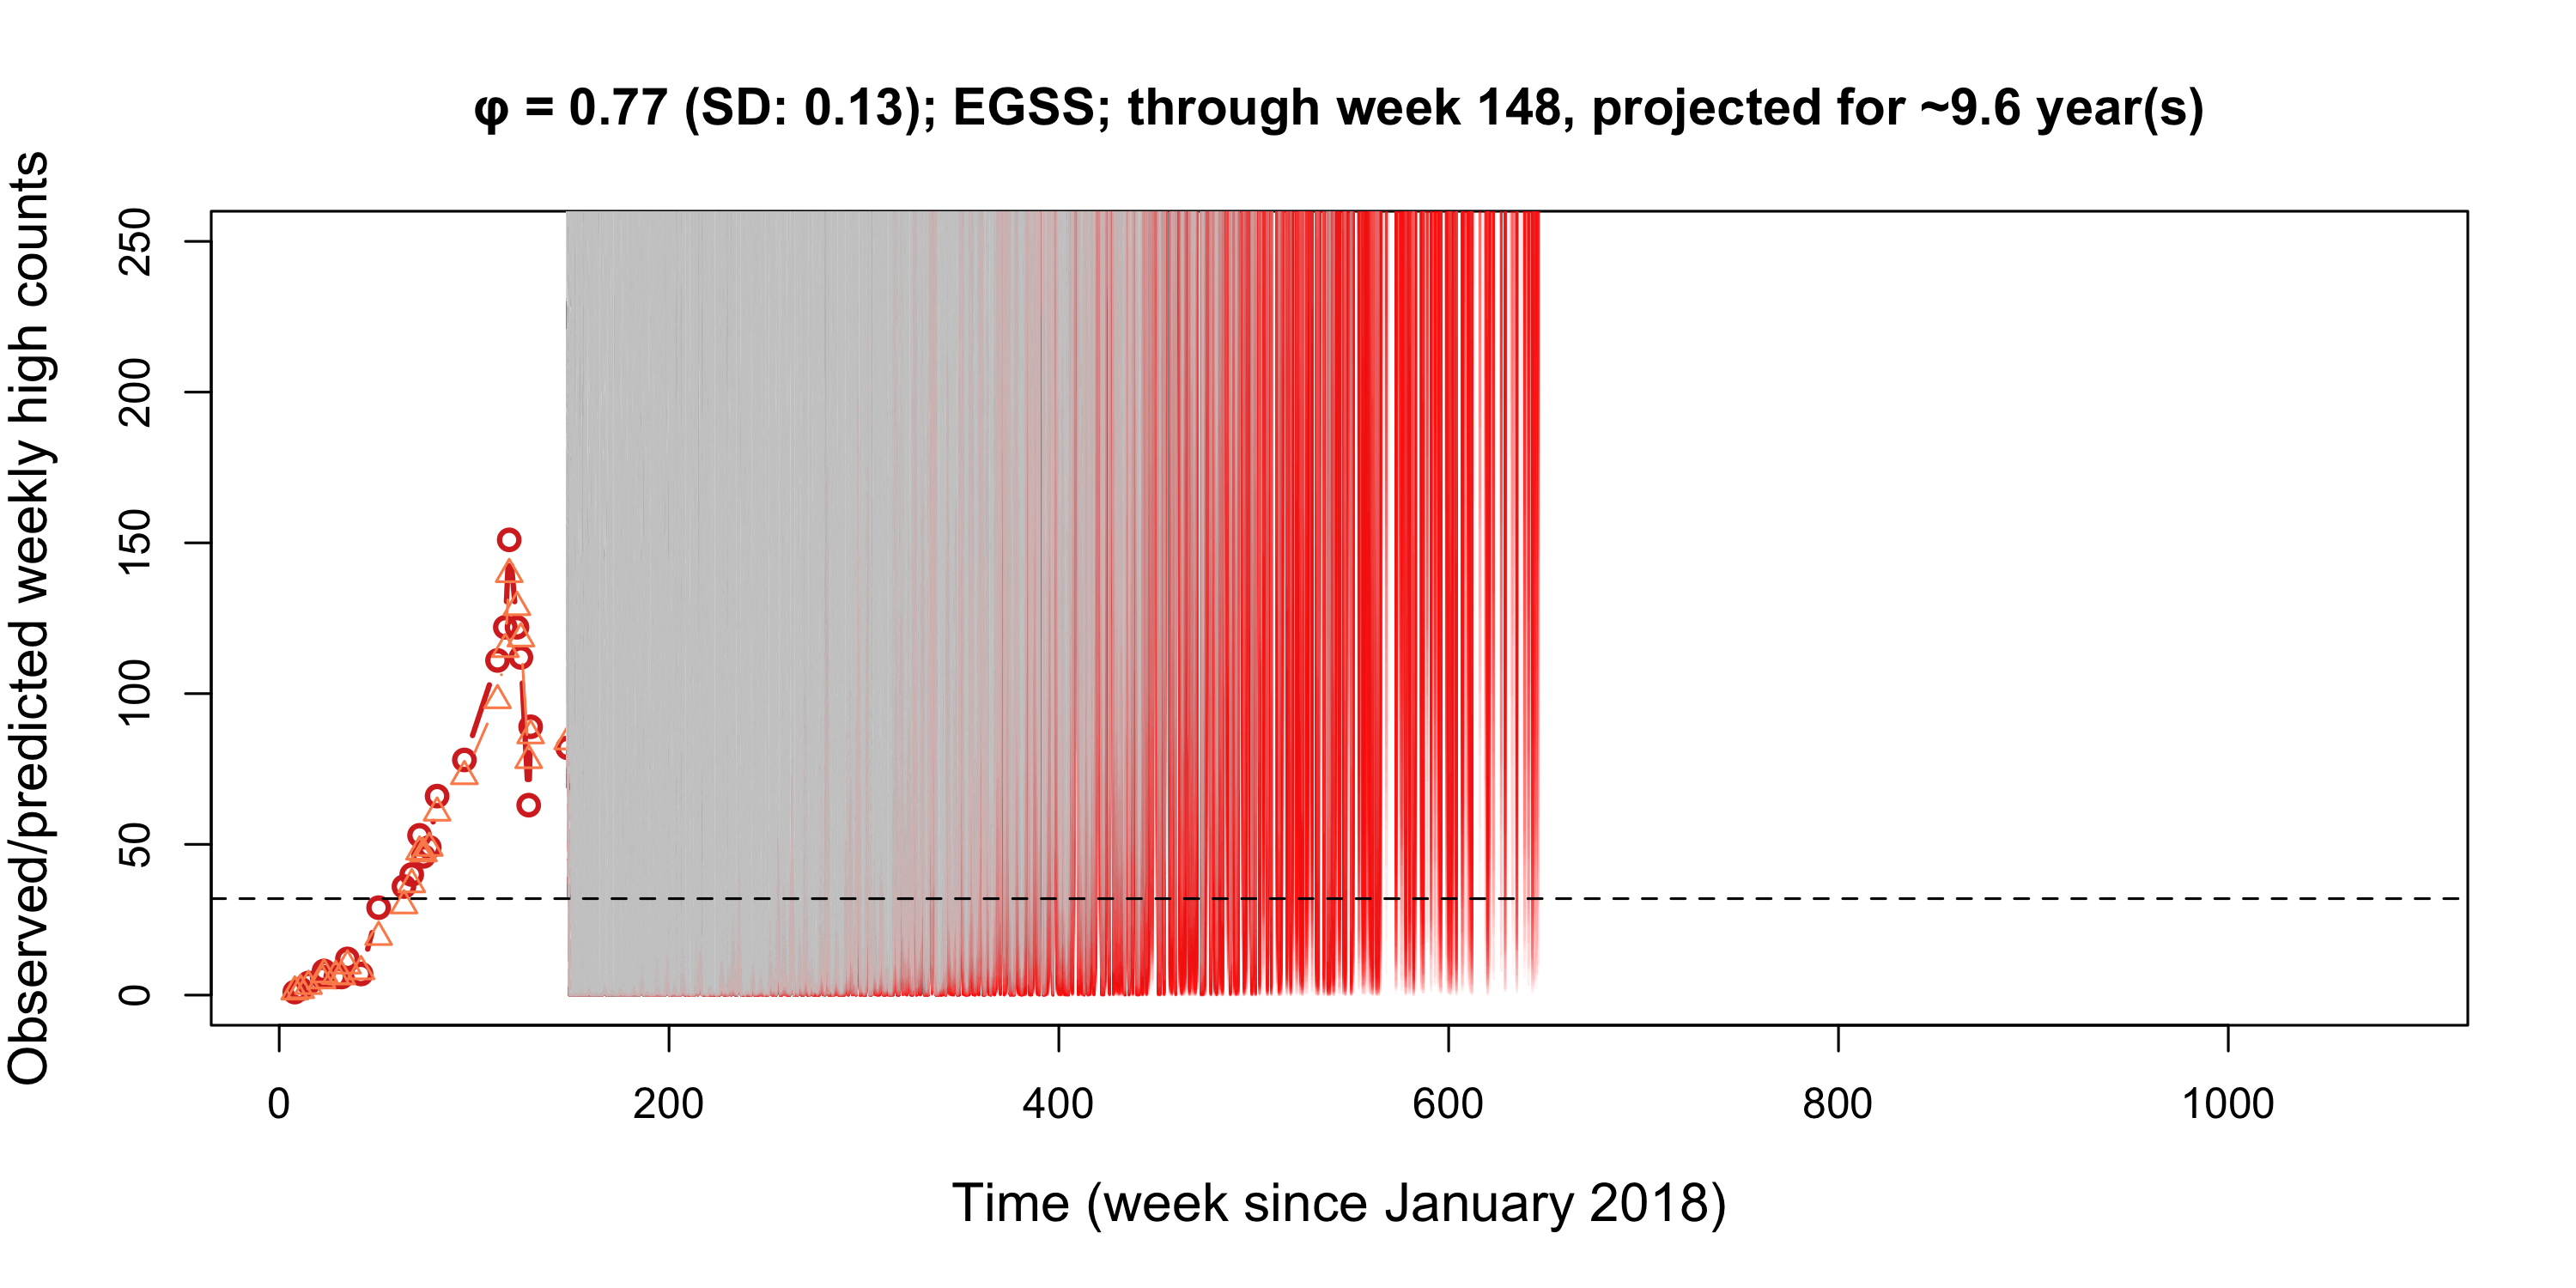 φ = 0.77 (SD: 0.13); EGSS; through week 148, projected for ~9.6 year(s)
Observed/predicted weekly high counts
250
200
150
100
50
0
0 200 400 600 800 1000
Time (week since January 2018)